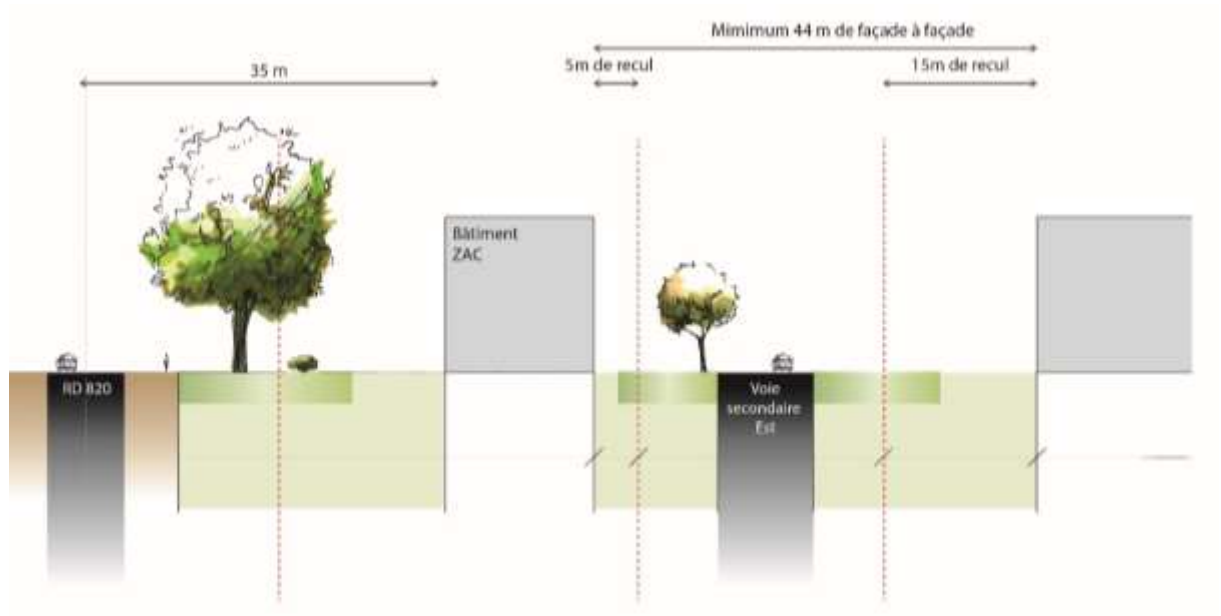 Mimimum 44 m de façade à façade
35 m
5m de recul
15m de recul
Bâtiment
ZAC
RD 820
Voie
secondaire
Est